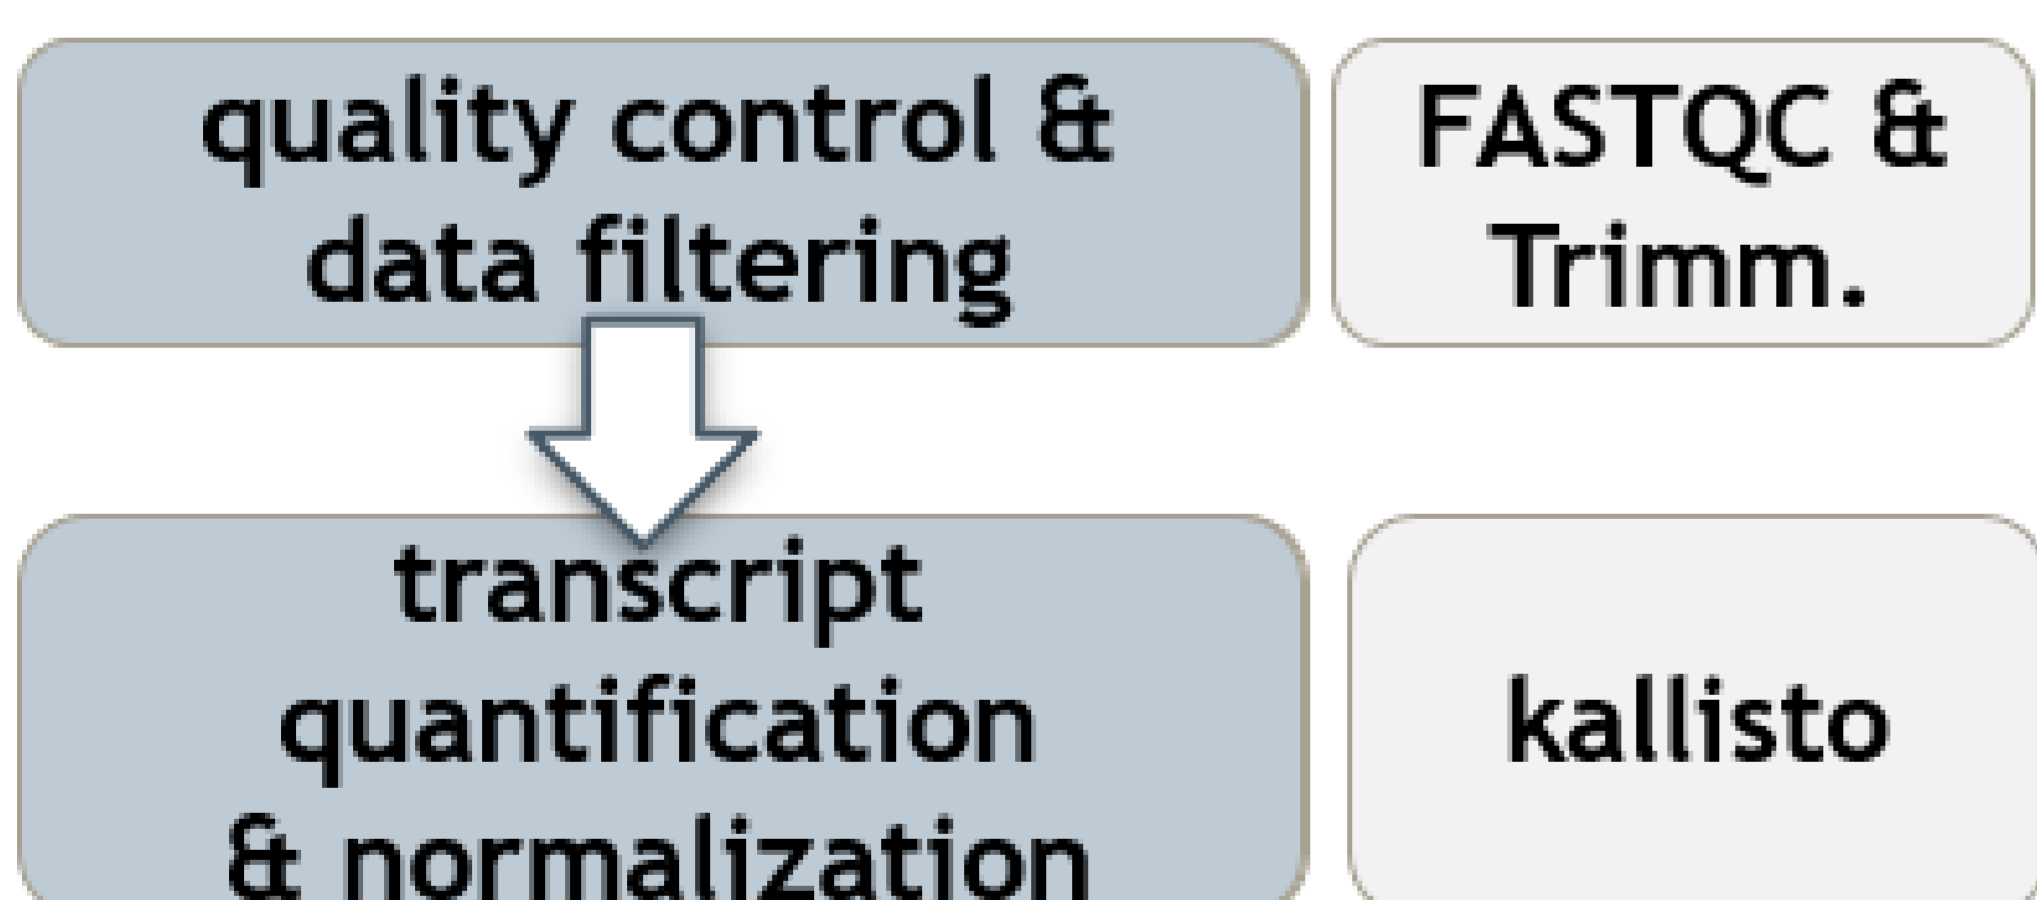 quality control &
data filtering
FASTQC &
Trimm.
transcript
quantification
& normalization
kallisto